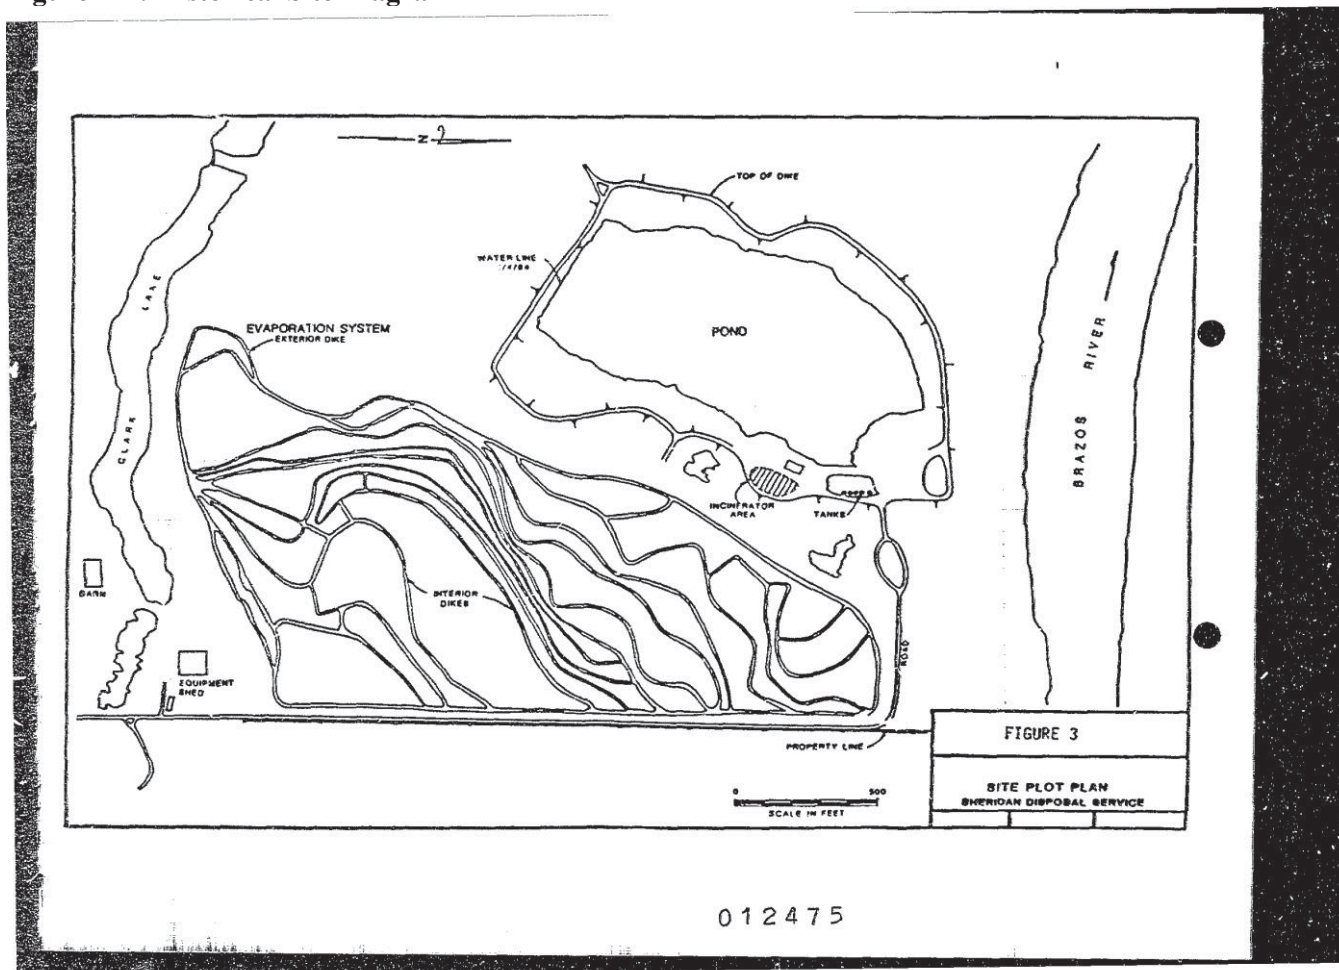 N
TOP OF DIKE
WATER LINE
LAKE
CLARK
EVAPORATION SYSTEM
EXTERIOR DIKE
POND
BRAZOS RIVER
INCINERATOR
AREA
TANKS
BARN
INTERIOR
DIKES
ROAD
EQUIPMENT
SHED
PROPERTY LINE
FIGURE 3
0 500
SCALE IN FEET
SITE PLOT PLAN
SHERIDAN DISPOSAL SERVICE
012475